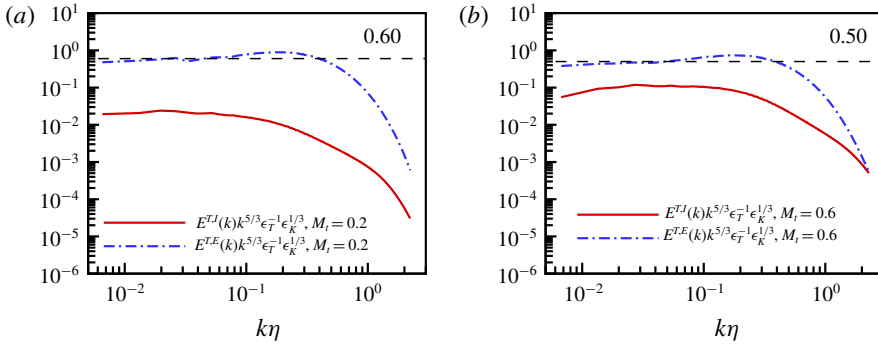 (a)
0.60
10^1
10^0
10^{-1}
10^{-2}
10^{-3}
10^{-4}
10^{-5}
10^{-6}
E^{T,I}(k)k^{5/3}ϵ_T^{-1}ϵ_K^{1/3}, M_t = 0.2
E^{T,E}(k)k^{5/3}ϵ_T^{-1}ϵ_K^{1/3}, M_t = 0.2
10^{-2} 10^{-1} 10^0
kη
(b)
0.50
10^1
10^0
10^{-1}
10^{-2}
10^{-3}
10^{-4}
10^{-5}
10^{-6}
E^{T,I}(k)k^{5/3}ϵ_T^{-1}ϵ_K^{1/3}, M_t = 0.6
E^{T,E}(k)k^{5/3}ϵ_T^{-1}ϵ_K^{1/3}, M_t = 0.6
10^{-2} 10^{-1} 10^0
kη